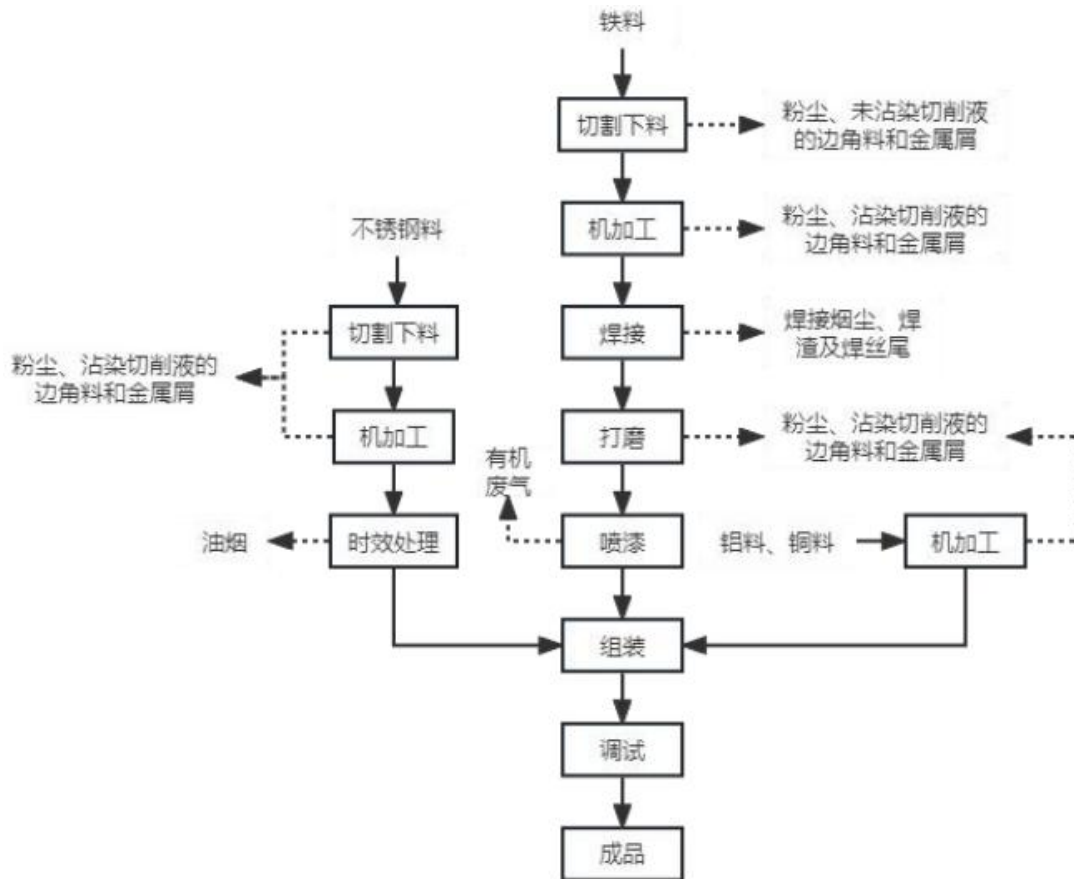 铁料
切割下料
粉尘、未沾染切削液
的边角料和金属屑
机加工
粉尘、沾染切削液的
边角料和金属屑
不锈钢料
切割下料
焊接
焊接烟尘、焊
渣及焊丝尾
粉尘、沾染切削液的
边角料和金属屑
机加工
打磨
粉尘、沾染切削液的
边角料和金属屑
有机
废气
油烟
时效处理
喷漆
铝料、铜料
机加工
组装
调试
成品